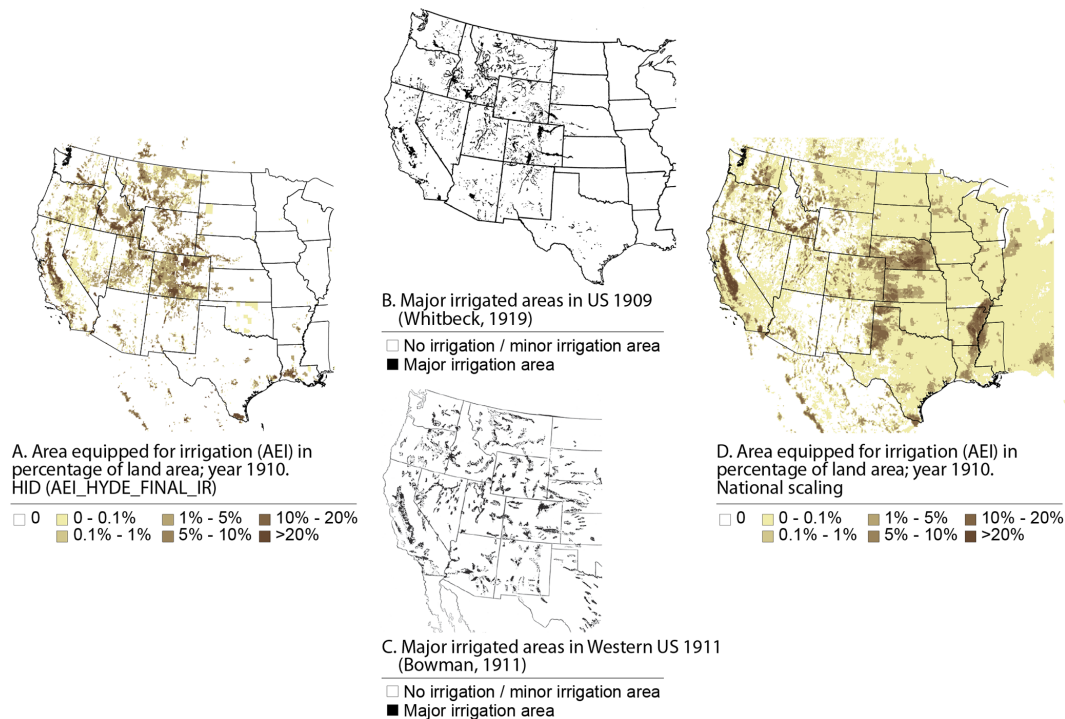 A. Area equipped for irrigation (AEI) in
percentage of land area; year 1910.
HID (AEI_HYDE_FINAL_IR)
0
0 - 0.1%
1% - 5%
10% - 20%
0.1% - 1%
5% - 10%
>20%
B. Major irrigated areas in US 1909
(Whitbeck, 1919)
No irrigation / minor irrigation area
Major irrigation area
C. Major irrigated areas in Western US 1911
(Bowman, 1911)
No irrigation / minor irrigation area
Major irrigation area
D. Area equipped for irrigation (AEI) in
percentage of land area; year 1910.
National scaling
0
0 - 0.1%
1% - 5%
10% - 20%
0.1% - 1%
5% - 10%
>20%